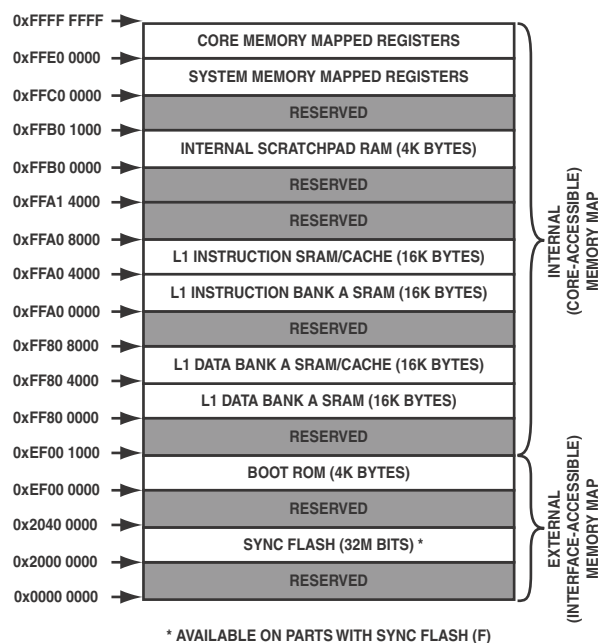 0xFFFF FFFF
CORE MEMORY MAPPED REGISTERS
0xFFE0 0000
SYSTEM MEMORY MAPPED REGISTERS
0xFFC0 0000
RESERVED
0xFFB0 1000
INTERNAL SCRATCHPAD RAM (4K BYTES)
0xFFB0 0000
RESERVED
0xFFA1 4000
RESERVED
0xFFA0 8000
L1 INSTRUCTION SRAM/CACHE (16K BYTES)
0xFFA0 4000
L1 INSTRUCTION BANK A SRAM (16K BYTES)
0xFFA0 0000
RESERVED
0xFF80 8000
L1 DATA BANK A SRAM/CACHE (16K BYTES)
0xFF80 4000
L1 DATA BANK A SRAM (16K BYTES)
0xFF80 0000
RESERVED
0xEF00 1000
BOOT ROM (4K BYTES)
0xEF00 0000
RESERVED
0x2040 0000
SYNC FLASH (32M BITS) *
0x2000 0000
RESERVED
0x0000 0000
INTERNAL
(CORE-ACCESSIBLE)
MEMORY MAP
EXTERNAL
(INTERFACE-ACCESSIBLE)
MEMORY MAP
* AVAILABLE ON PARTS WITH SYNC FLASH (F)